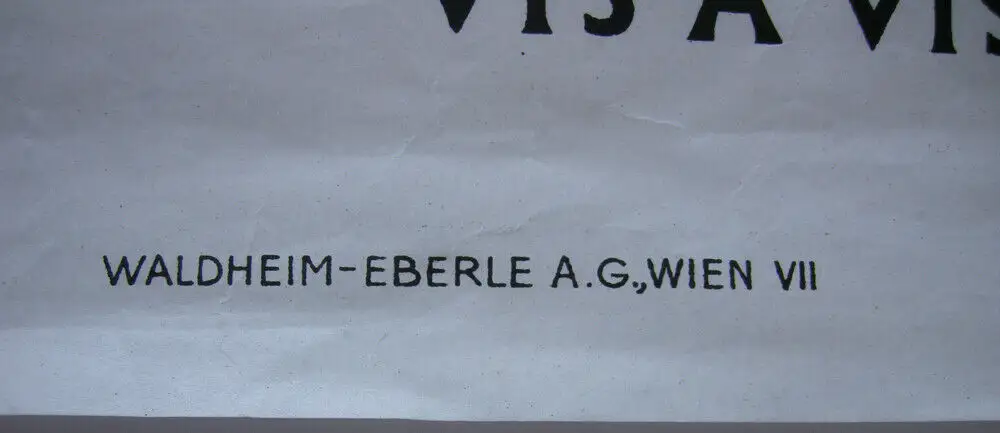 VIS A VIS
WALDHEIM-EBERLE A.G., WIEN VII